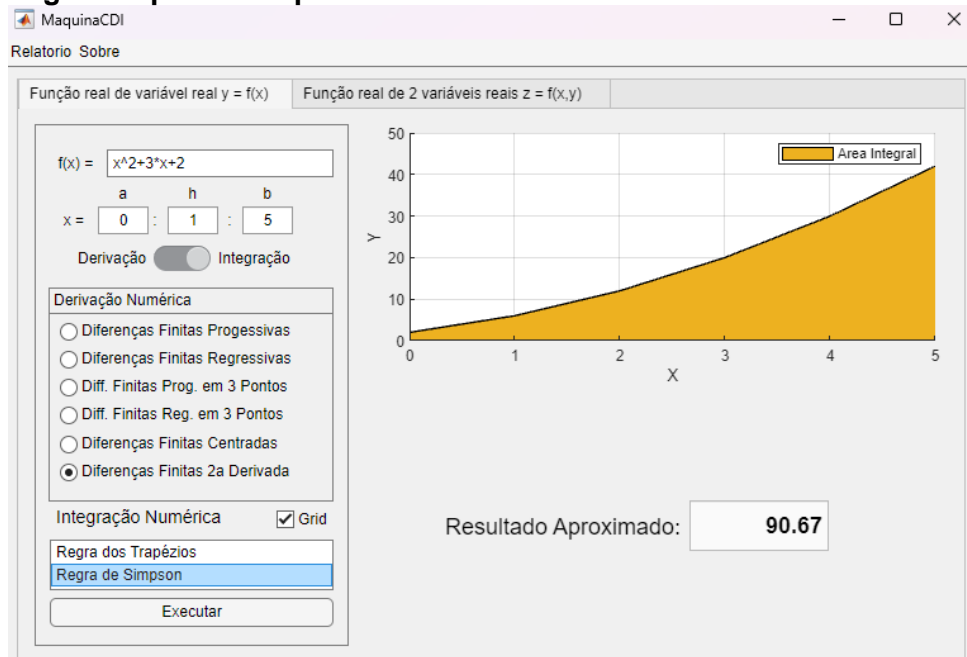 MaquinaCDI
Relatorio Sobre
Função real de variável real y = f(x) Função real de 2 variáveis reais z = f(x,y)
f(x) = x^2+3*x+2
a h b
x = 0 : 1 : 5
Derivação Integração
Derivação Numérica
Diferenças Finitas Progessivas
Diferenças Finitas Regressivas
Diff. Finitas Prog. em 3 Pontos
Diff. Finitas Reg. em 3 Pontos
Diferenças Finitas Centradas
Diferenças Finitas 2a Derivada
Integração Numérica Grid
Regra dos Trapézios
Regra de Simpson
Executar
50
40
30
20
10
0
Y
Area Integral
0 1 2 3 4 5
X
Resultado Aproximado: 90.67